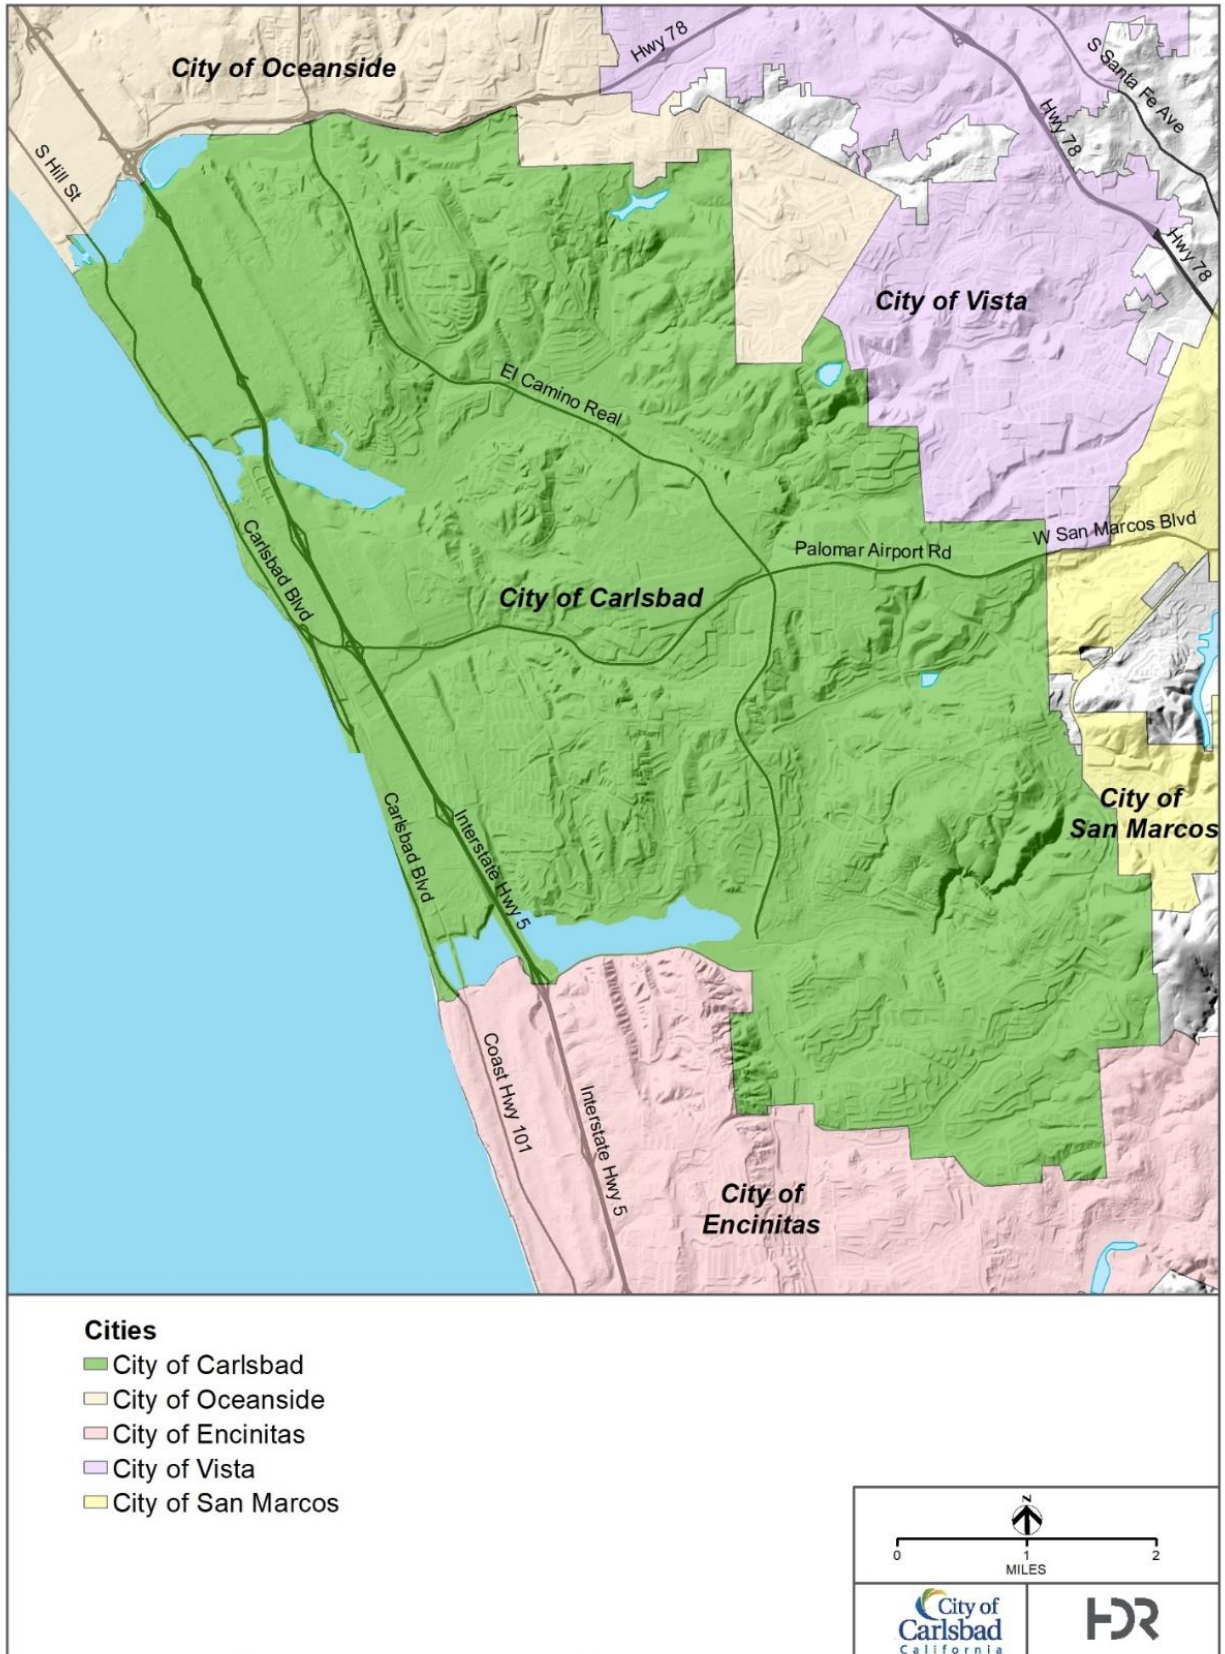 City of Oceanside
Hwy 78
S Santa Fe Ave
Hwy 78
S Hill St
Hwy 78
City of Vista
El Camino Real
W San Marcos Blvd
Palomar Airport Rd
Carlsbad Blvd
City of Carlsbad
City of
San Marcos
Carlsbad Blvd
Interstate Hwy 5
Coast Hwy 101
Interstate Hwy 5
City of
Encinitas
Cities
City of Carlsbad
City of Oceanside
City of Encinitas
City of Vista
City of San Marcos
N
0 1 2
MILES
City of
Carlsbad
California
HDR